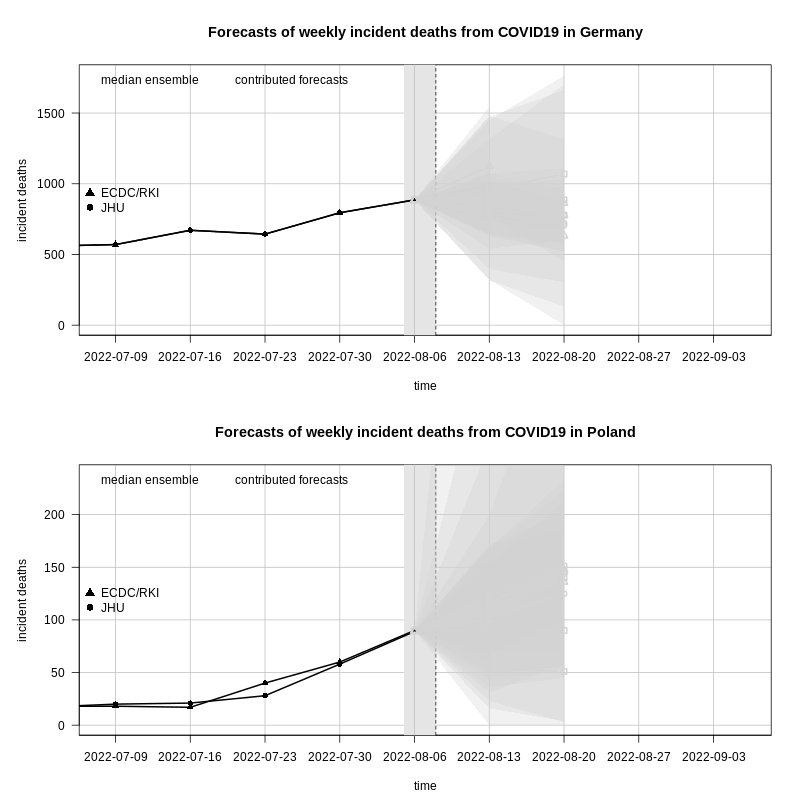 Forecasts of weekly incident deaths from COVID19 in Germany
median ensemble contributed forecasts
1500
1000
500
0
incident deaths
ECDC/RKI
JHU
2022-07-09 2022-07-16 2022-07-23 2022-07-30 2022-08-06 2022-08-13 2022-08-20 2022-08-27 2022-09-03
time
Forecasts of weekly incident deaths from COVID19 in Poland
median ensemble contributed forecasts
200
150
100
50
0
incident deaths
ECDC/RKI
JHU
2022-07-09 2022-07-16 2022-07-23 2022-07-30 2022-08-06 2022-08-13 2022-08-20 2022-08-27 2022-09-03
time